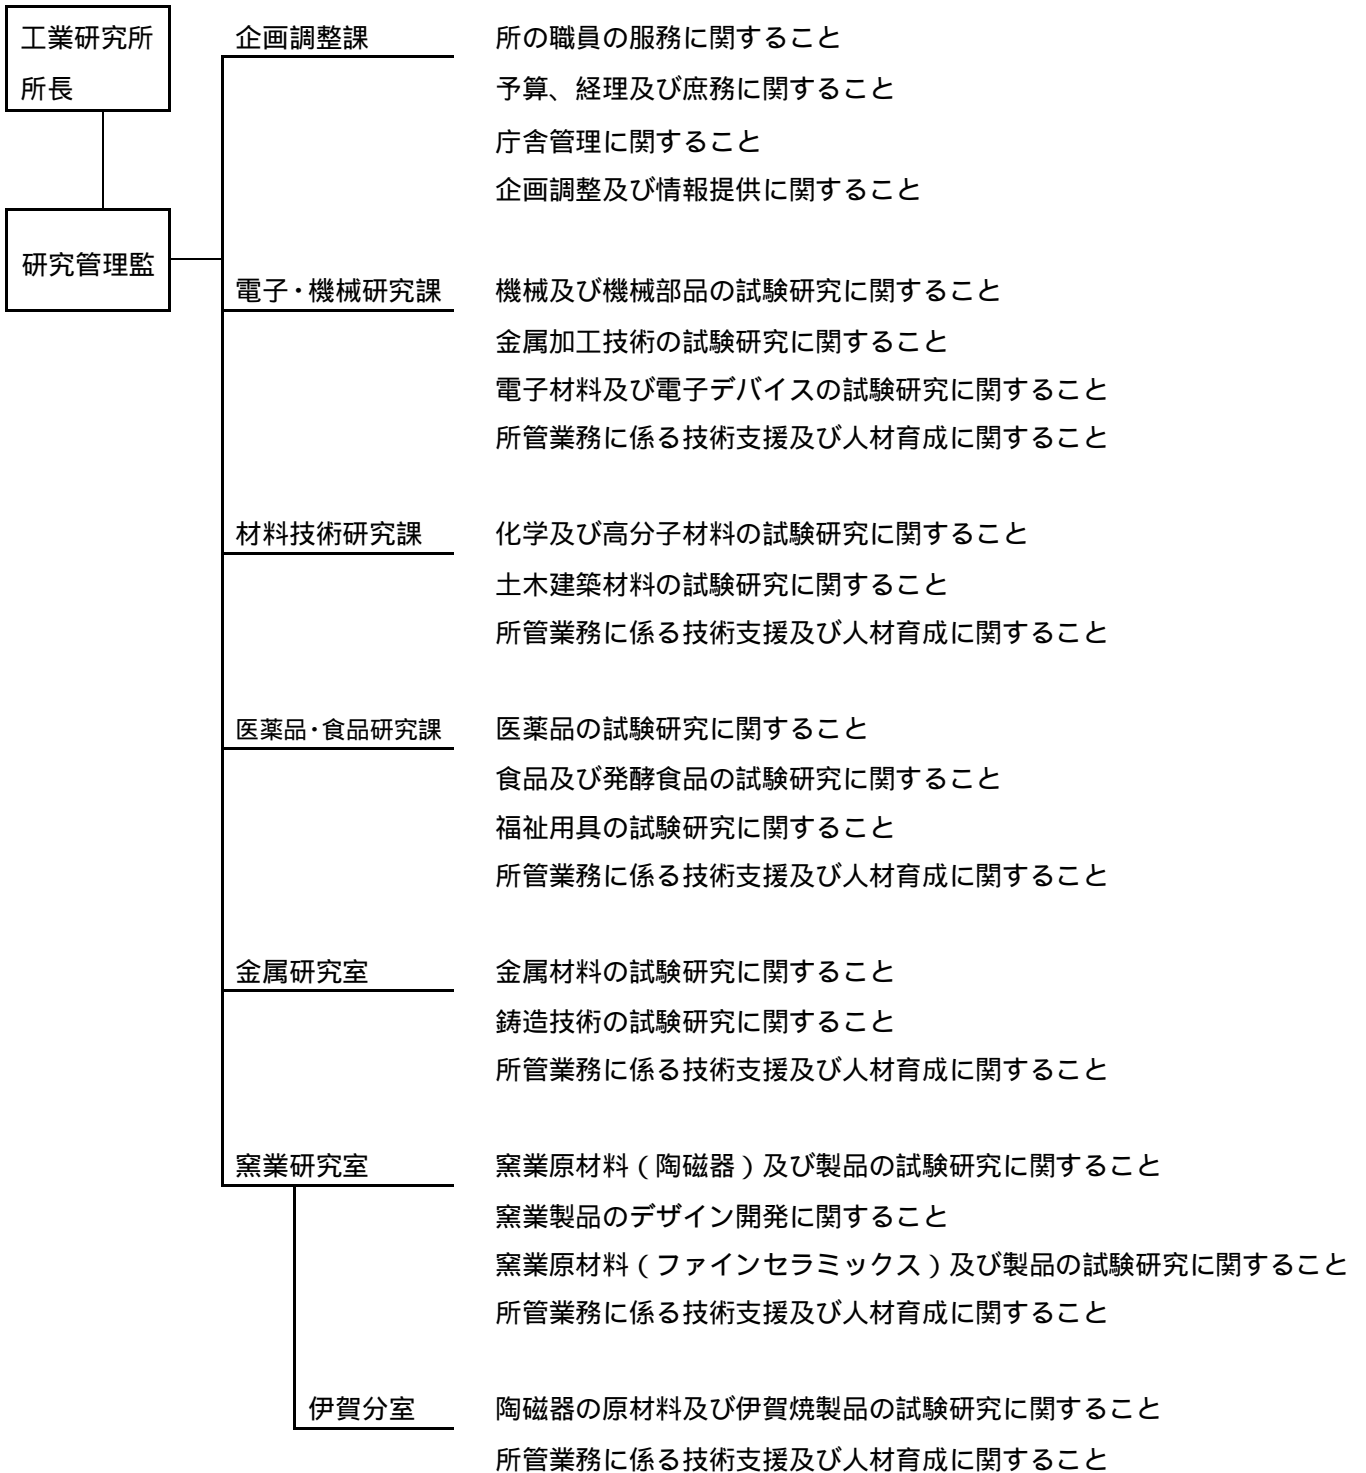 工業研究所
所長
研究管理監
企画調整課
所の職員の服務に関すること
予算、経理及び庶務に関すること
庁舎管理に関すること
企画調整及び情報提供に関すること
電子・機械研究課
機械及び機械部品の試験研究に関すること
金属加工技術の試験研究に関すること
電子材料及び電子デバイスの試験研究に関すること
所管業務に係る技術支援及び人材育成に関すること
材料技術研究課
化学及び高分子材料の試験研究に関すること
土木建築材料の試験研究に関すること
所管業務に係る技術支援及び人材育成に関すること
医薬品・食品研究課
医薬品の試験研究に関すること
食品及び発酵食品の試験研究に関すること
福祉用具の試験研究に関すること
所管業務に係る技術支援及び人材育成に関すること
金属研究室
金属材料の試験研究に関すること
鋳造技術の試験研究に関すること
所管業務に係る技術支援及び人材育成に関すること
窯業研究室
窯業原材料（陶磁器）及び製品の試験研究に関すること
窯業製品のデザイン開発に関すること
窯業原材料（ファインセラミックス）及び製品の試験研究に関すること
所管業務に係る技術支援及び人材育成に関すること
伊賀分室
陶磁器の原材料及び伊賀焼製品の試験研究に関すること
所管業務に係る技術支援及び人材育成に関すること